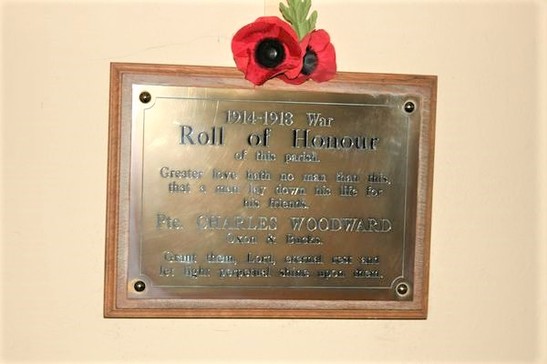 1914-1918 War
Roll of Honour
of this parish.
Greater love hath no man than this,
that a man lay down his life for
his friends.
Pte. CHARLES WOODWARD
Oxon & Bucks.
Grant them, Lord, eternal rest and
let light perpetual shine upon them.